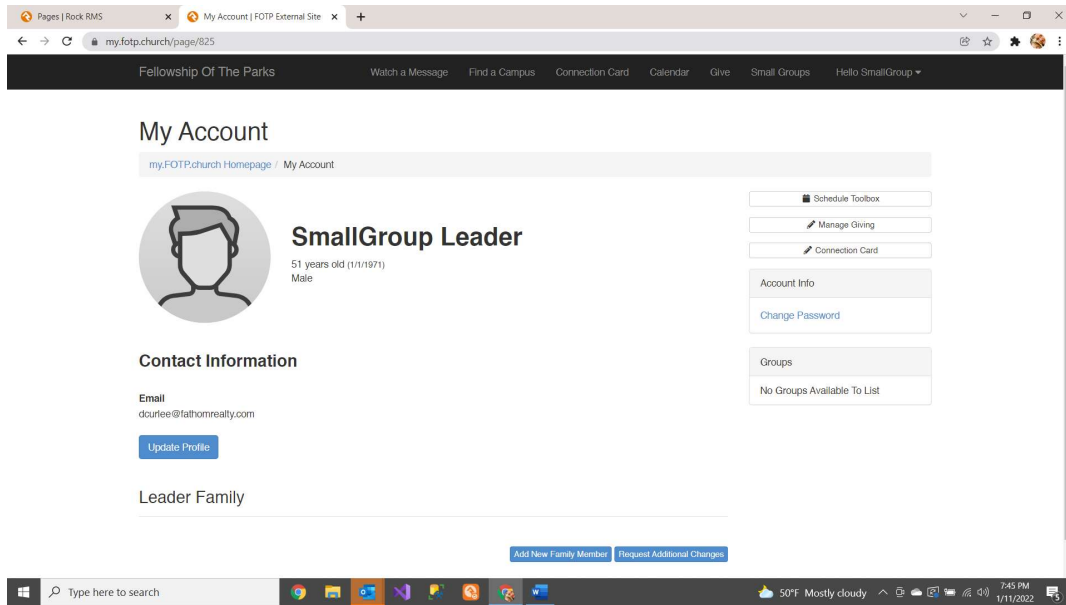 Pages | Rock RMS
My Account | FOTP External Site
my.fotp.church/page/825
Fellowship Of The Parks
Watch a Message Find a Campus Connection Card Calendar Give Small Groups Hello SmallGroup
My Account
my.FOTP.church Homepage / My Account
SmallGroup Leader
51 years old (1/1/1971)
Male
Schedule Toolbox
Manage Giving
Connection Card
Account Info
Change Password
Groups
No Groups Available To List
Contact Information
Email
dcurlee@fathomrealty.com
Update Profile
Leader Family
Add New Family Member Request Additional Changes
Type here to search
50°F Mostly cloudy
7:45 PM
1/11/2022
5